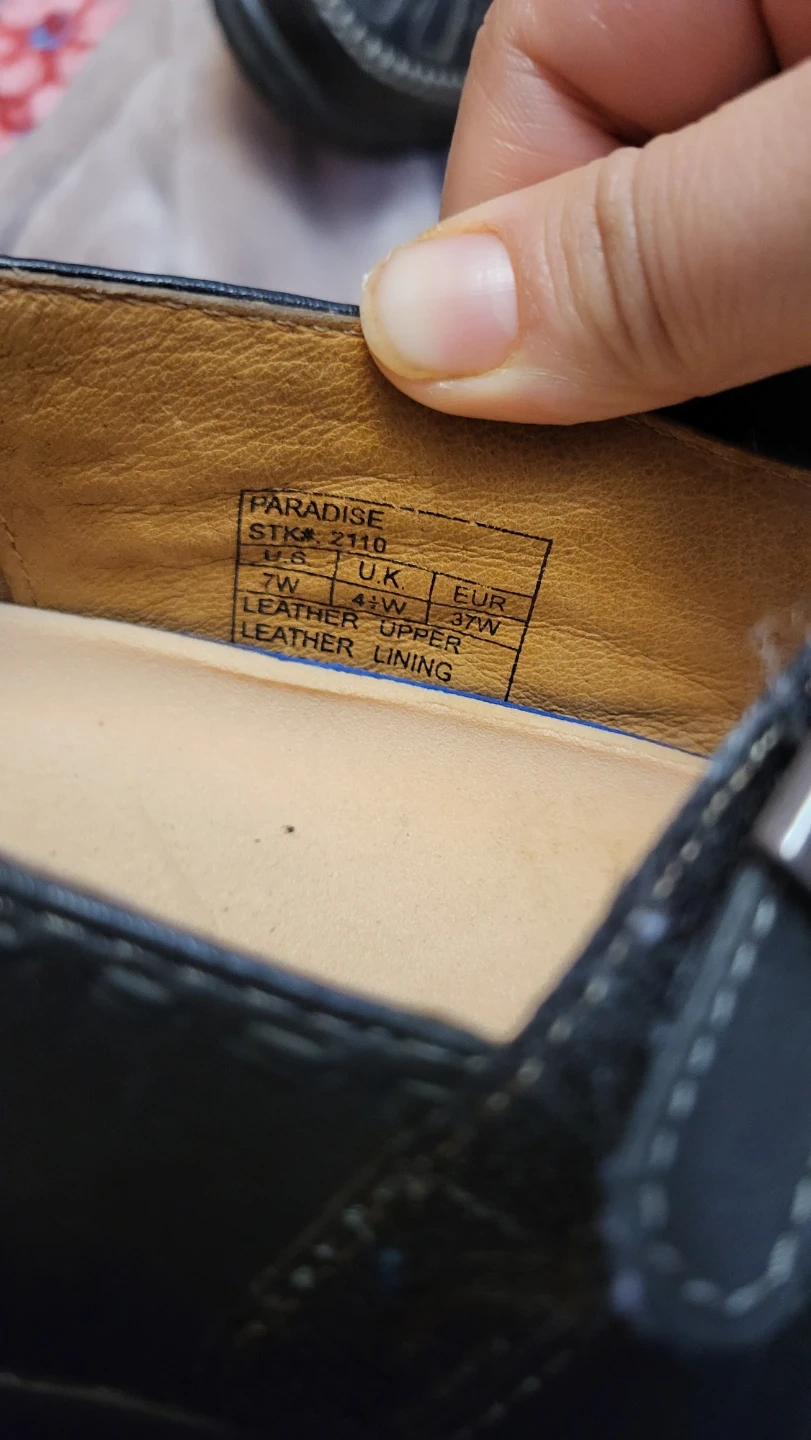 PARADISE
STK#. 2110
U.S. U.K. EUR
7W 4½W 37W
LEATHER UPPER
LEATHER LINING